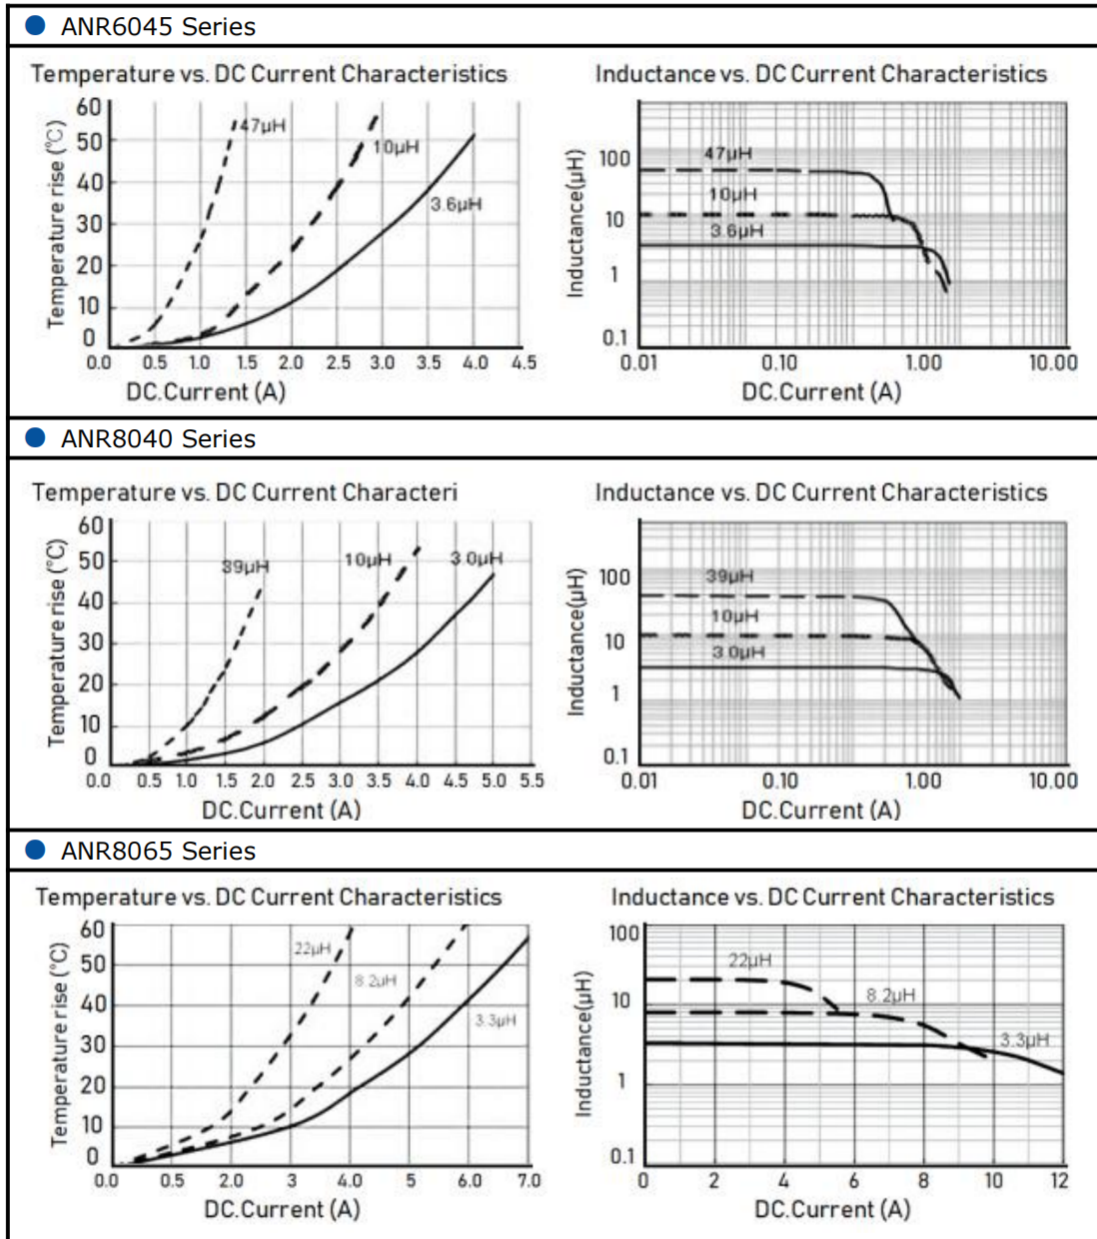 ANR6045 Series
Temperature vs. DC Current Characteristics
Temperature rise (°C)
60
50
40
30
20
10
0
47μH
10μH
3.6μH
0.0 0.5 1.0 1.5 2.0 2.5 3.0 3.5 4.0 4.5
DC.Current (A)
Inductance vs. DC Current Characteristics
Inductance(μH)
100
10
1
0.1
47μH
10μH
3.6μH
0.01 0.10 1.00 10.00
DC.Current (A)
ANR8040 Series
Temperature vs. DC Current Characteri
Temperature rise (°C)
60
50
40
30
20
10
0
39μH
10μH
3.0μH
0.0 0.5 1.0 1.5 2.0 2.5 3.0 3.5 4.0 4.5 5.0 5.5
DC.Current (A)
Inductance vs. DC Current Characteristics
Inductance(μH)
100
10
1
0.1
39μH
10μH
3.0μH
0.01 0.10 1.00 10.00
DC.Current (A)
ANR8065 Series
Temperature vs. DC Current Characteristics
Temperature rise (°C)
60
50
40
30
20
10
0
22μH
8.2μH
3.3μH
0.0 0.5 2.0 3 4.0 5 6.0 7.0
DC.Current (A)
Inductance vs. DC Current Characteristics
Inductance(μH)
100
10
1
0.1
22μH
8.2μH
3.3μH
0 2 4 6 8 10 12
DC.Current (A)